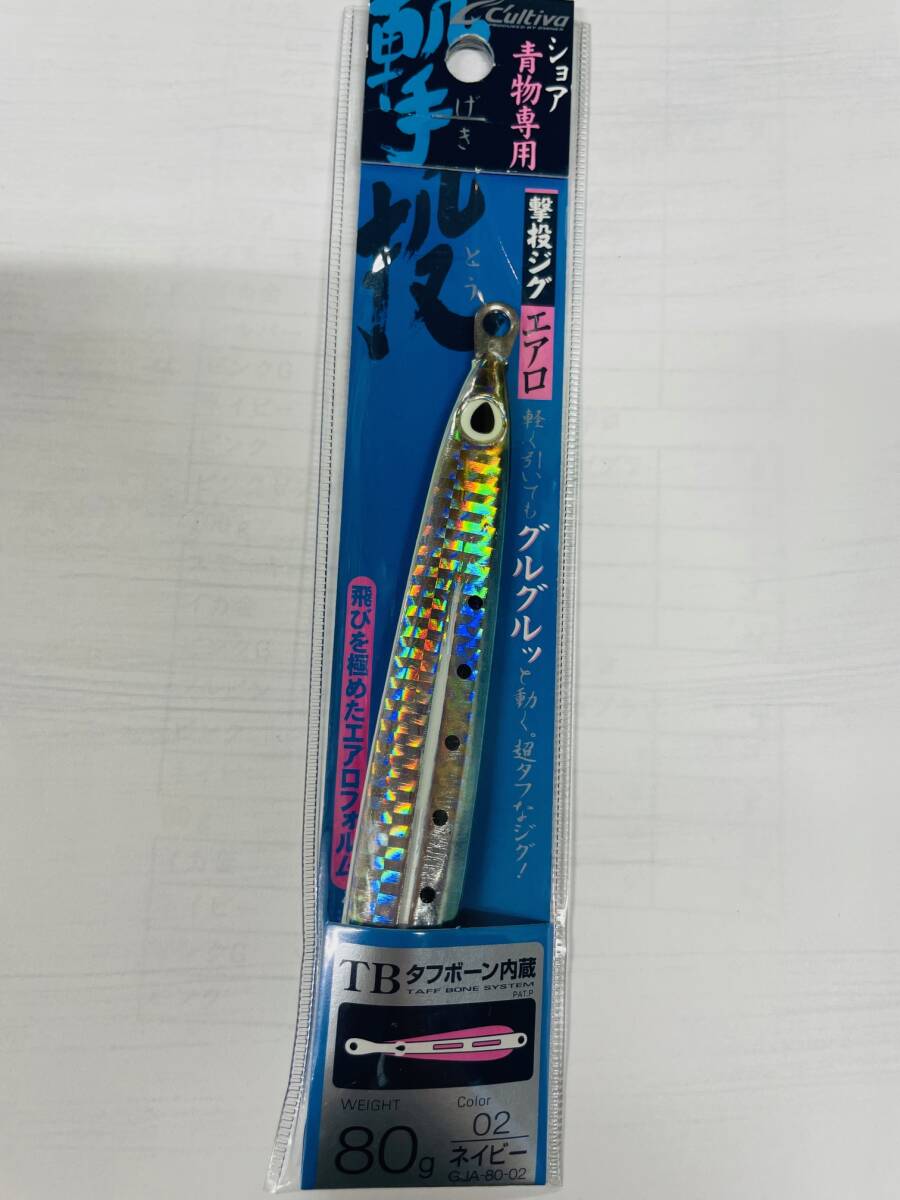 C'ultiva
ショア
青物専用
撃投
げき
とう
撃投ジグ
エアロ
軽く引いても
グルグルッ
と動く。超タフなジグ!
飛びを極めたエアロフォルム
TB タフボーン内蔵
TAFF BONE SYSTEM
PAT.P
WEIGHT
80g
Color
02
ネイビー
GJA-80-02